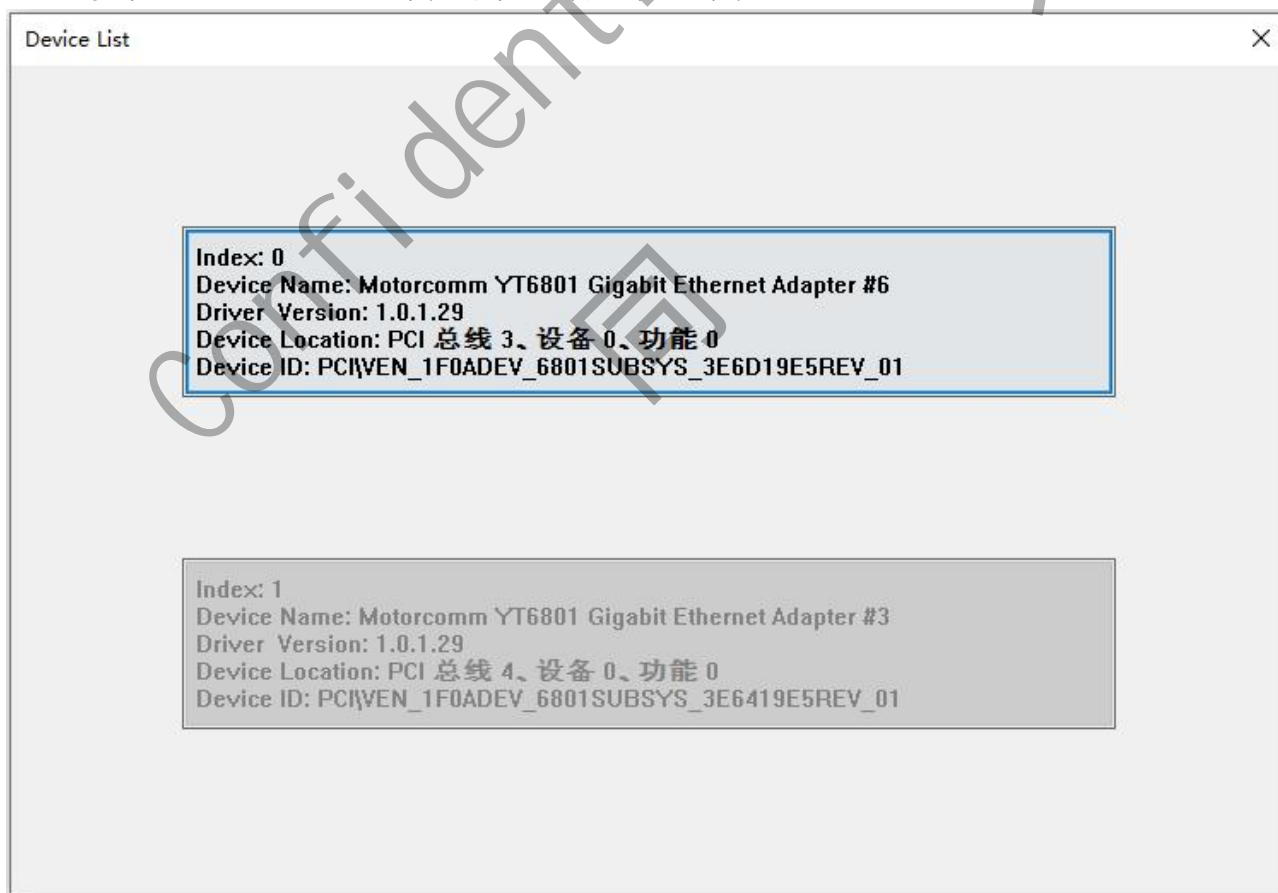 Device List
Index: 0
Device Name: Motorcomm YT6801 Gigabit Ethernet Adapter #6
Driver Version: 1.0.1.29
Device Location: PCI 总线 3、设备 0、功能 0
Device ID: PCI\VEN_1F0ADEV_6801SUBSYS_3E6D19E5REV_01
Index: 1
Device Name: Motorcomm YT6801 Gigabit Ethernet Adapter #3
Driver Version: 1.0.1.29
Device Location: PCI 总线 4、设备 0、功能 0
Device ID: PCI\VEN_1F0ADEV_6801SUBSYS_3E6419E5REV_01
Confident
同